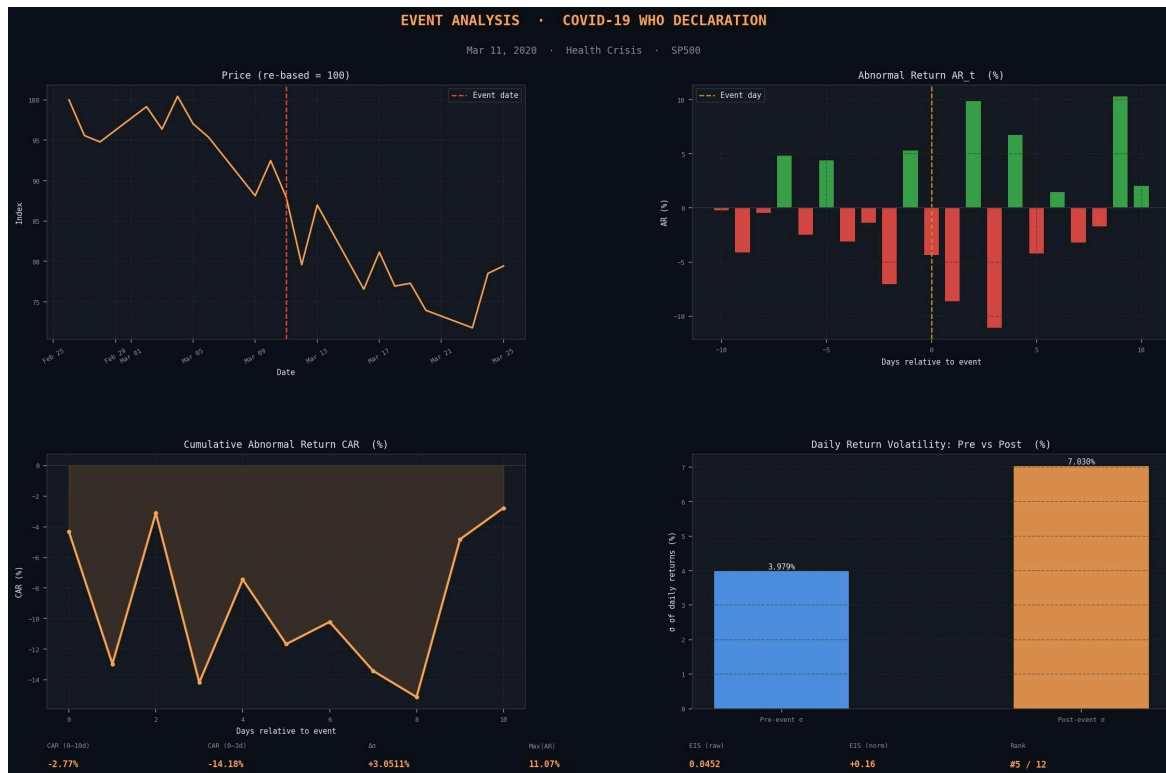 EVENT ANALYSIS · COVID-19 WHO DECLARATION
Mar 11, 2020 · Health Crisis · SP500
Price (re-based = 100)
Event date
Index
100
95
90
85
80
75
Feb 25
Feb 29
Mar 01
Mar 05
Mar 09
Mar 13
Mar 17
Mar 21
Mar 25
Date
Abnormal Return AR_t (%)
Event day
AR (%)
10
5
0
−5
−10
−10
−5
0
5
10
Days relative to event
Cumulative Abnormal Return CAR (%)
CAR (%)
0
−2
−4
−6
−8
−10
−12
−14
0
2
4
6
8
10
Days relative to event
Daily Return Volatility: Pre vs Post (%)
σ of daily returns (%)
7
6
5
4
3
2
1
0
3.979%
7.030%
Pre-event σ
Post-event σ
CAR (0–10d)
CAR (0–3d)
Δσ
Max|AR|
EIS (raw)
EIS (norm)
Rank
-2.77%
-14.18%
+3.0511%
11.07%
0.0452
+0.16
#5 / 12